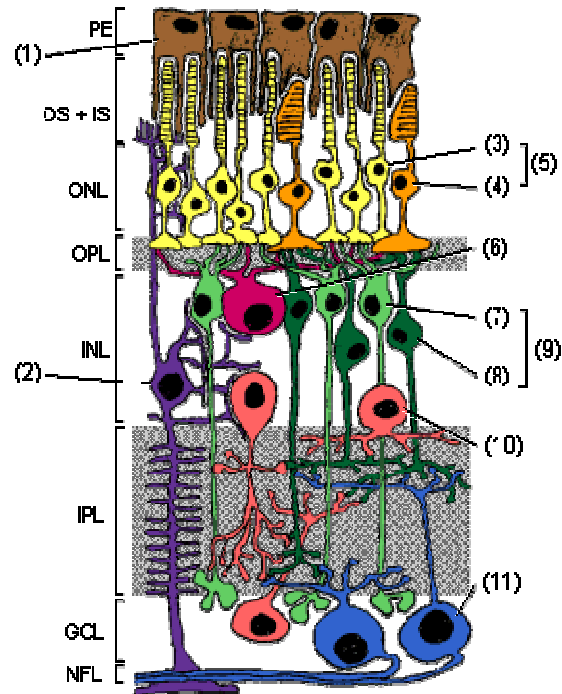 PE
(1)
OS + IS
(3)
(5)
ONL
(4)
OPL
(6)
(7)
INL
(9)
(2)
(8)
(10)
IPL
(11)
GCL
NFL